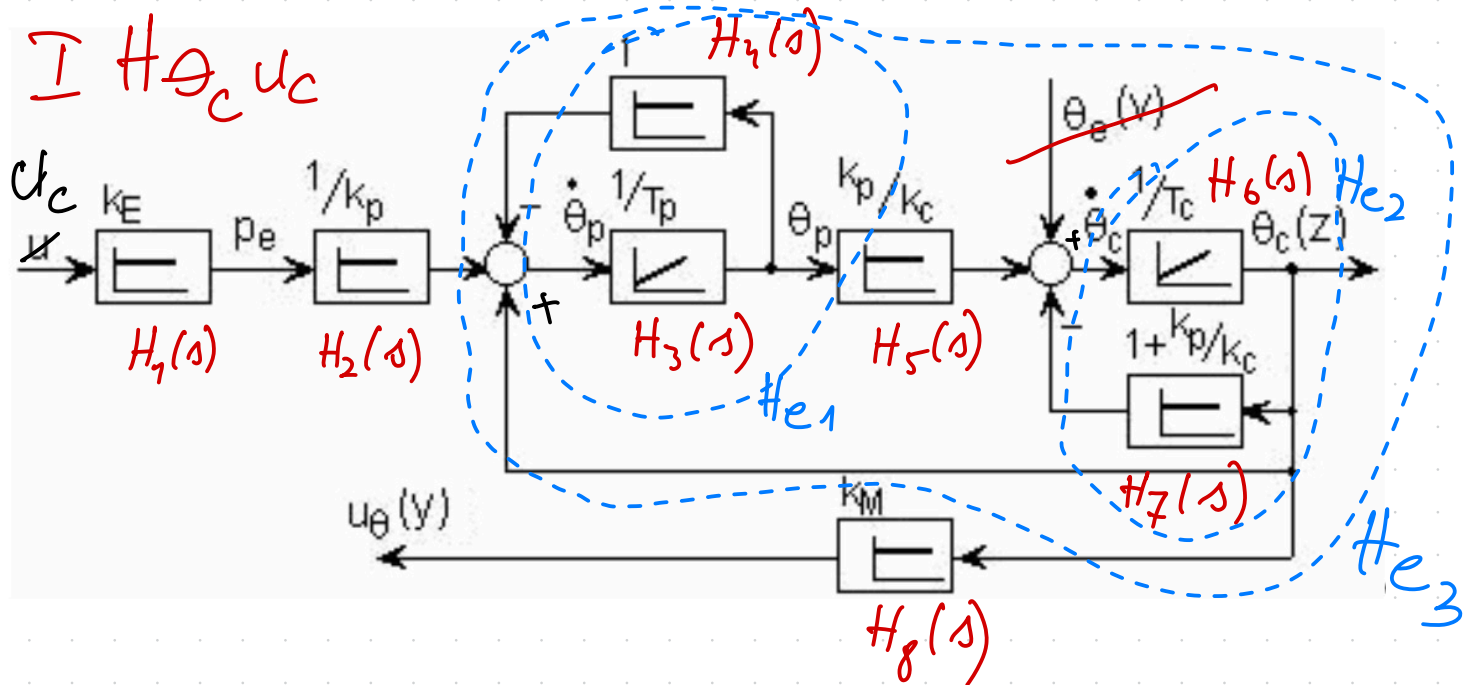 I Hθc uc
H4(s)
1
θe(v)
uc
u
kE
1/kp
pe
θ̇p
1/Tp
θp
kp/kc
θ̇c
1/Tc
H6(s)
He2
θc(z)
−
+
+
−
H1(s)
H2(s)
H3(s)
H5(s)
1+kp/kc
He1
H7(s)
uθ(y)
kM
He3
H8(s)